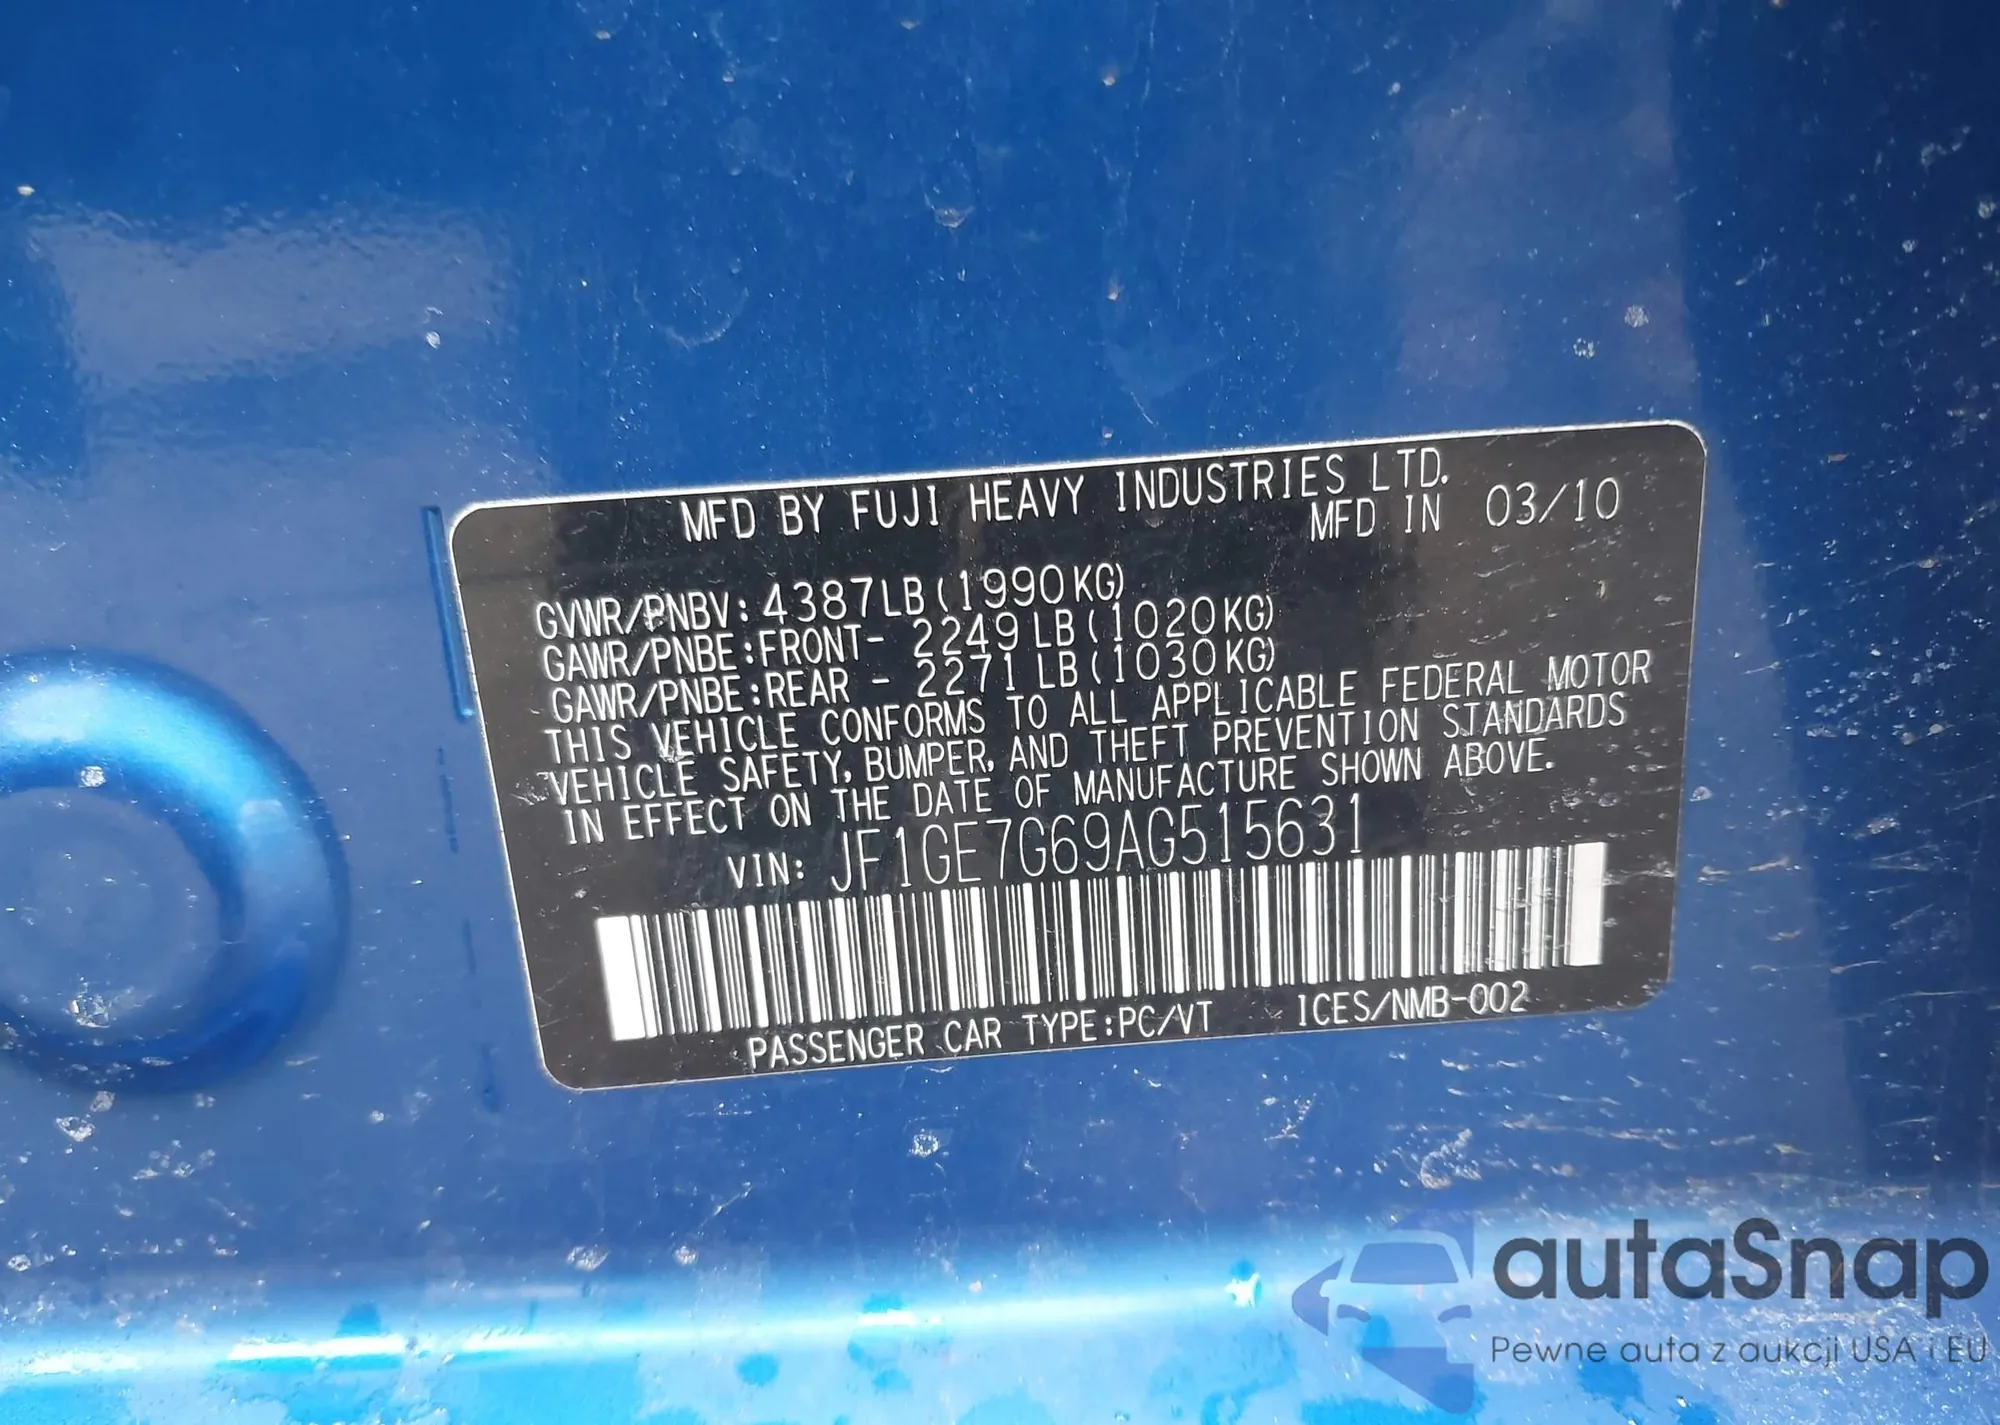 MFD BY FUJI HEAVY INDUSTRIES LTD.
MFD IN 03/10
GVWR/PNBV:4387LB(1990KG)
GAWR/PNBE:FRONT- 2249LB(1020KG)
GAWR/PNBE:REAR - 2271LB(1030KG)
THIS VEHICLE CONFORMS TO ALL APPLICABLE FEDERAL MOTOR
VEHICLE SAFETY, BUMPER, AND THEFT PREVENTION STANDARDS
IN EFFECT ON THE DATE OF MANUFACTURE SHOWN ABOVE.
VIN: JF1GE7G69AG515631
PASSENGER CAR TYPE:PC/VT ICES/NMB-002
autaSnap
Pewne auta z aukcji USA i EU